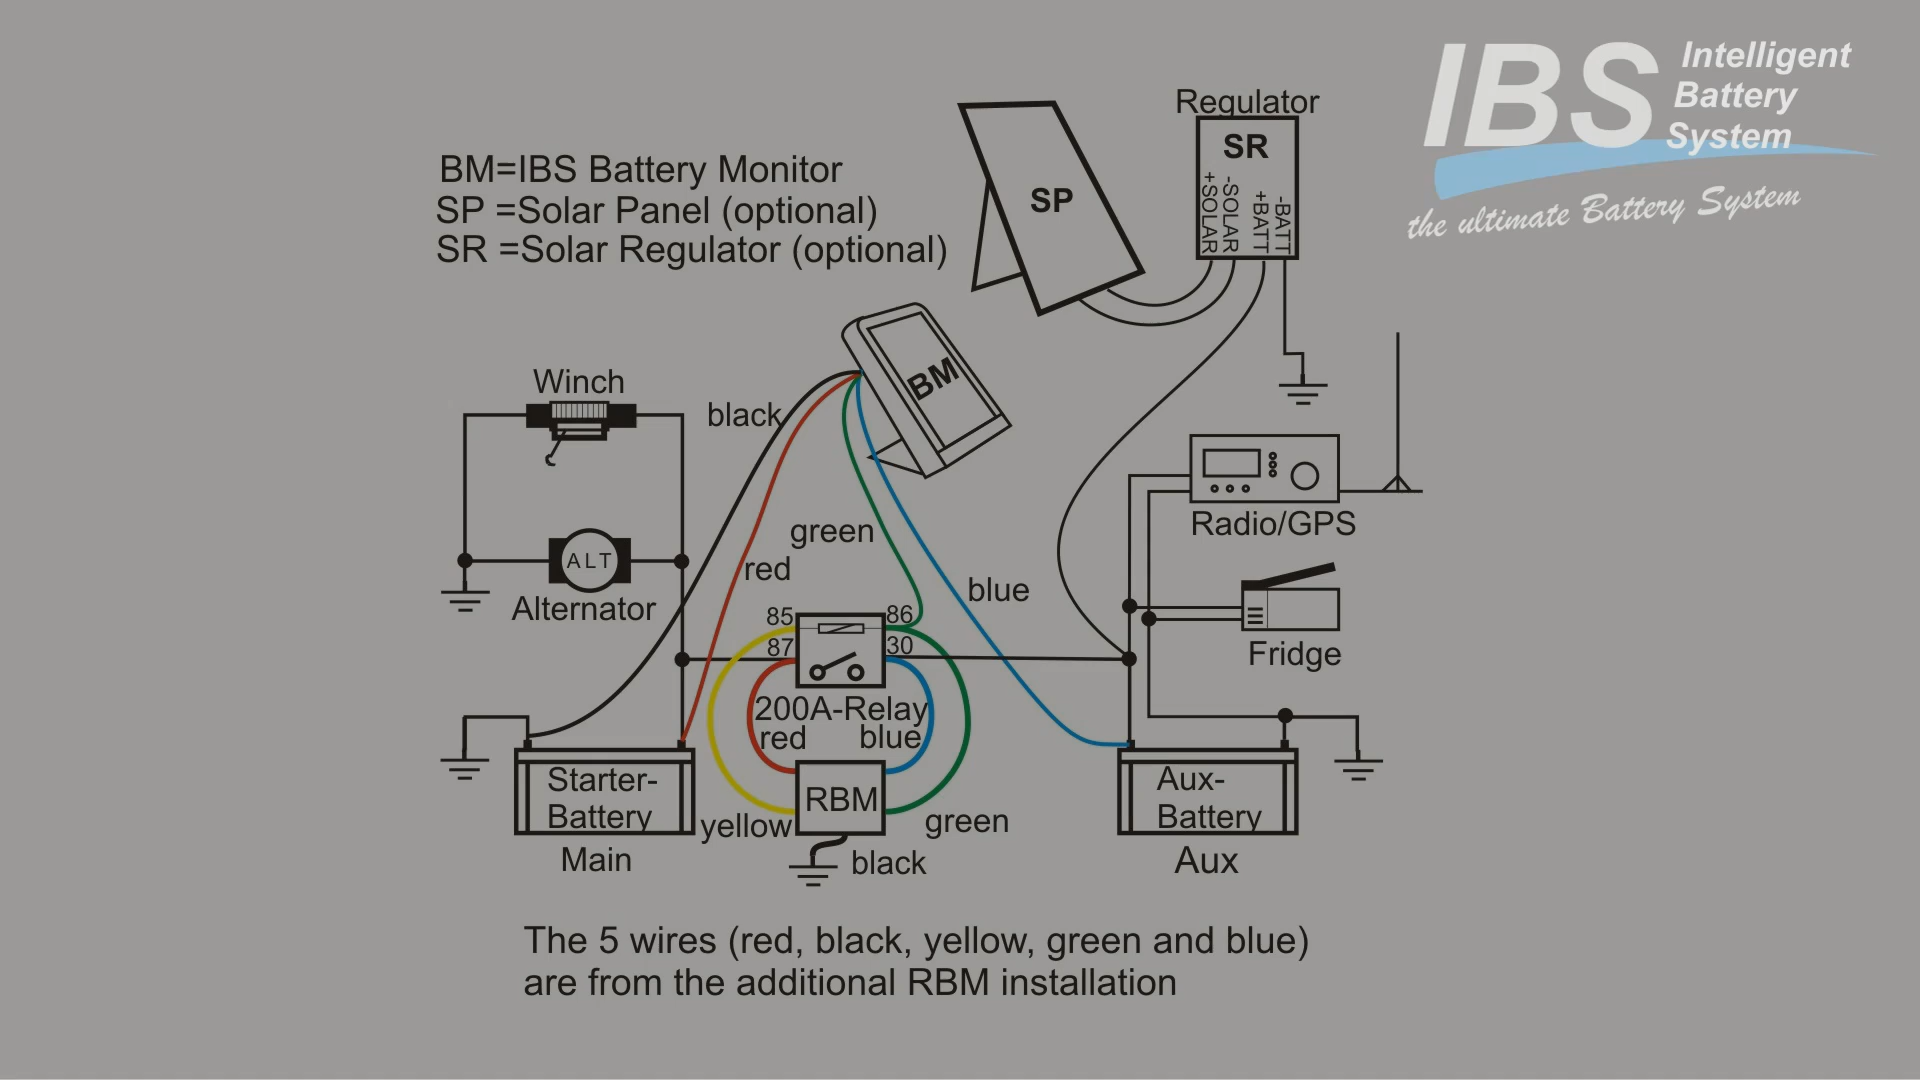 IBS
Intelligent
Battery
System
the ultimate Battery System
Regulator
SR
+SOLAR
-SOLAR
+BATT
-BATT
SP
BM=IBS Battery Monitor
SP =Solar Panel (optional)
SR =Solar Regulator (optional)
BM
Winch
black
ALT
Alternator
green
red
blue
Radio/GPS
Fridge
85
86
87
30
200A-Relay
red
blue
RBM
yellow
green
black
Starter-
Battery
Main
Aux-
Battery
Aux
The 5 wires (red, black, yellow, green and blue)
are from the additional RBM installation